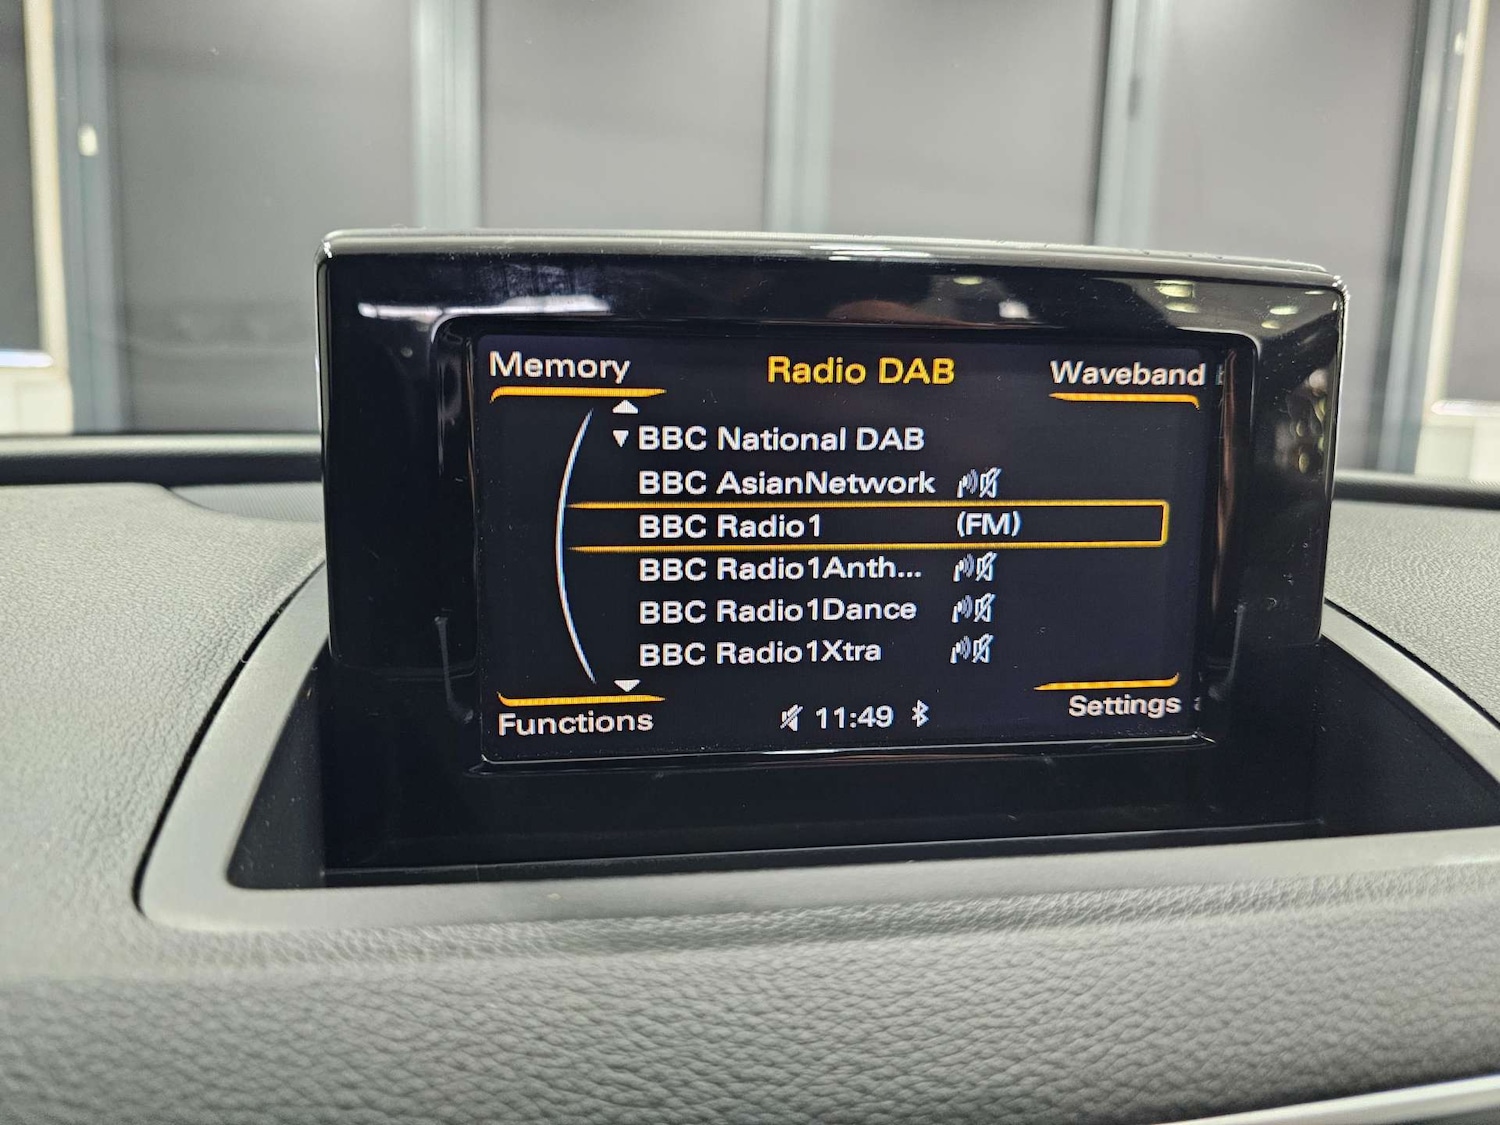 Memory Radio DAB Waveband
BBC National DAB
BBC AsianNetwork
BBC Radio1 (FM)
BBC Radio1Anth...
BBC Radio1Dance
BBC Radio1Xtra
Functions 11:49 Settings